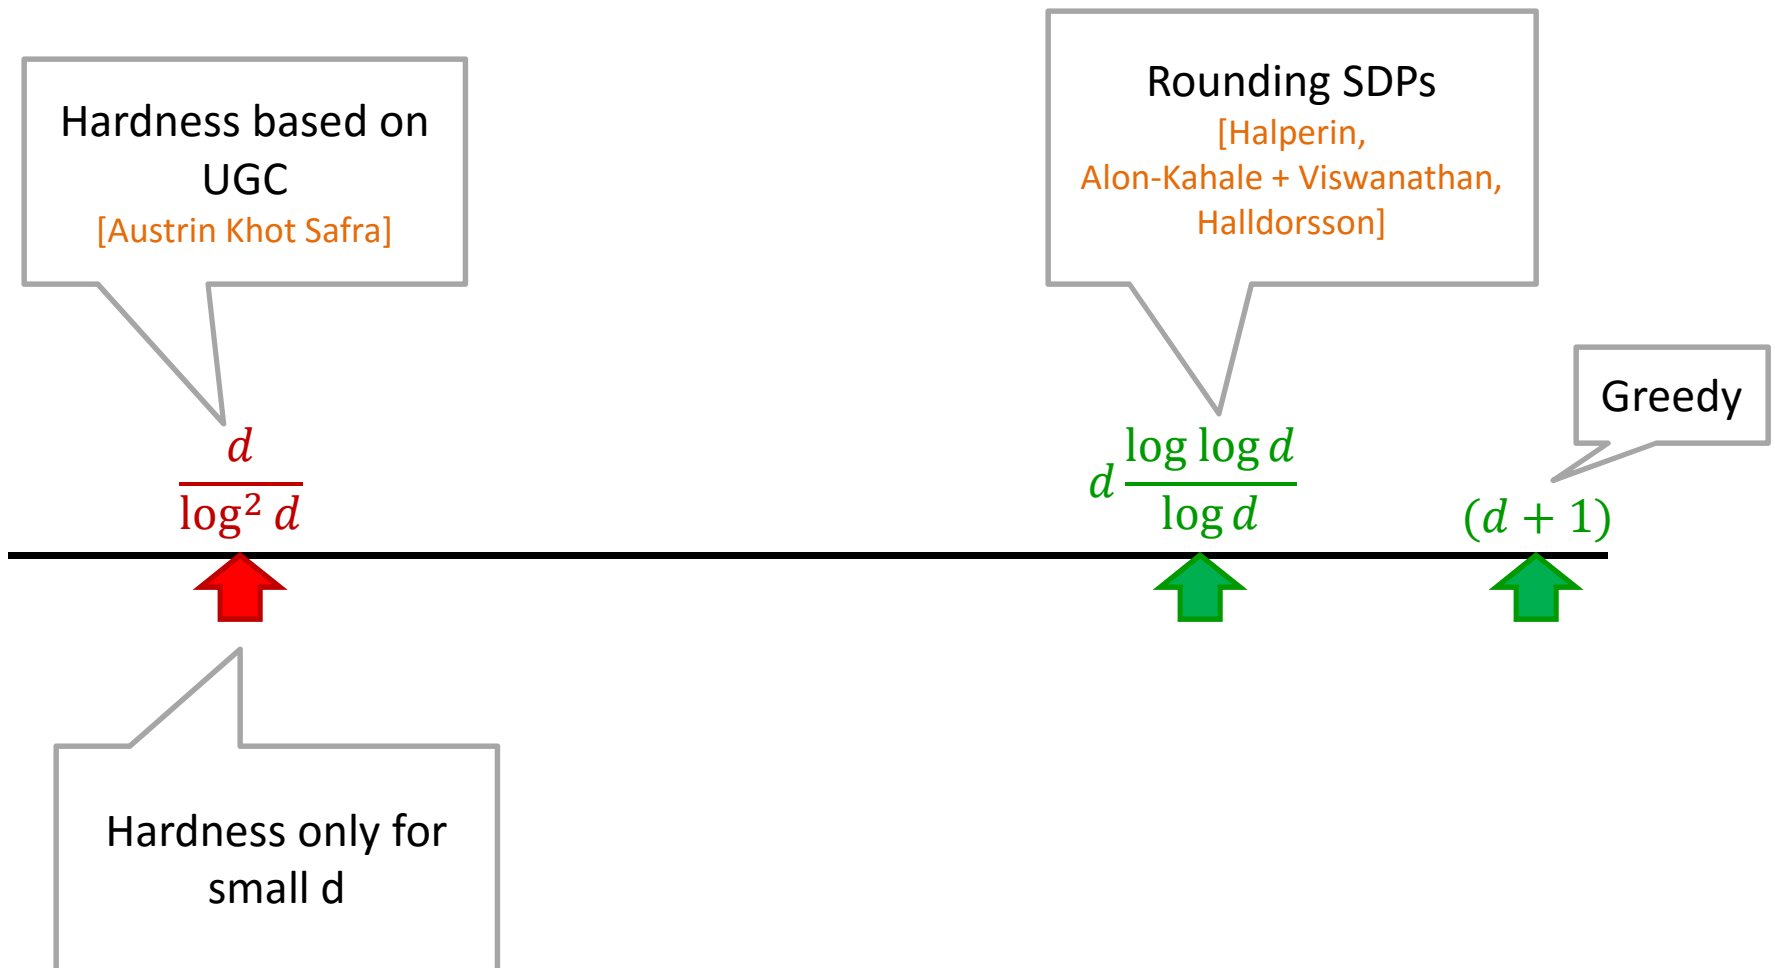 Hardness based on
UGC
[Austrin Khot Safra]
Rounding SDPs
[Halperin,
Alon-Kahale + Viswanathan,
Halldorsson]
Greedy
d
log² d
d log log d
log d
(d + 1)
Hardness only for
small d